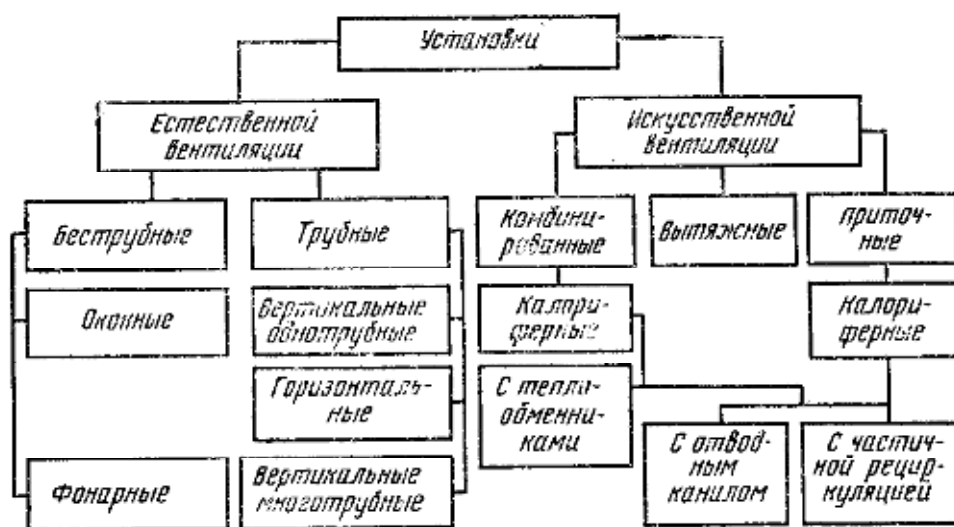 Установки
Естественной
вентиляции
Искусственной
вентиляции
Беструбные
Трубные
Комбини-
рованные
Вытяжные
Приточ-
ные
Оконные
Вертикальные
однотрубные
Калори-
ферные
Калори-
ферные
Горизонталь-
ные
С тепло-
обменни-
ками
Фонарные
Вертикальные
многотрубные
С отвод-
ным
каналом
С частич-
ной рецир-
куляцией